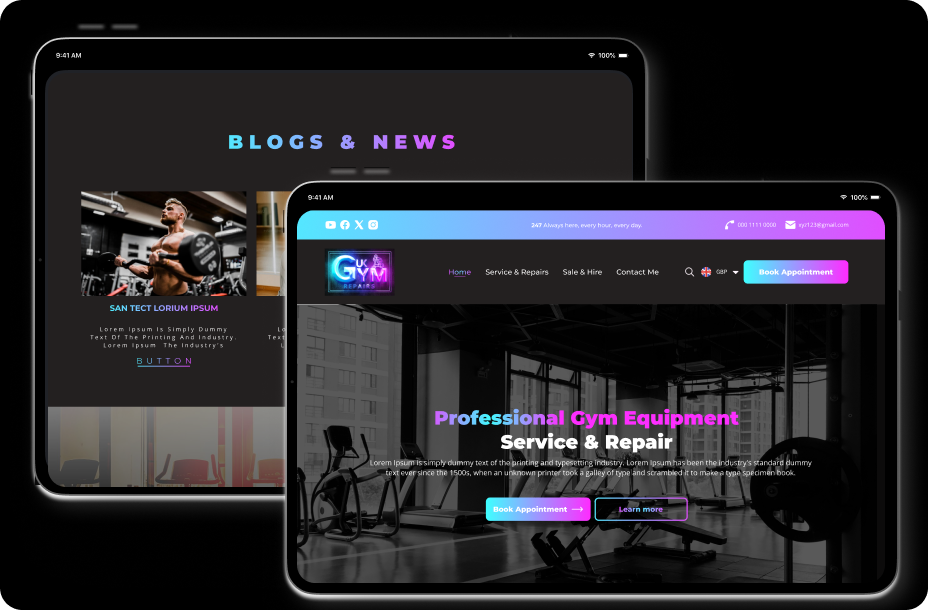 9:41 AM
100%
BLOGS & NEWS
SAN TECT LORIUM IPSUM
Lorem Ipsum Is Simply Dummy
Text Of The Printing And Industry.
Lorem Ipsum The Industry's
BUTTON
Lo
Text
L
9:41 AM
100%
247 Always here, every hour, every day.
000 1111 0000
xyz123@gmail.com
UK
GYM
REPAIRS
Home
Service & Repairs
Sale & Hire
Contact Me
GBP
Book Appointment
Professional Gym Equipment
Service & Repair
Lorem Ipsum is simply dummy text of the printing and typesetting industry. Lorem Ipsum has been the industry's standard dummy
text ever since the 1500s, when an unknown printer took a galley of type and scrambled it to make a type specimen book.
Book Appointment
Learn more